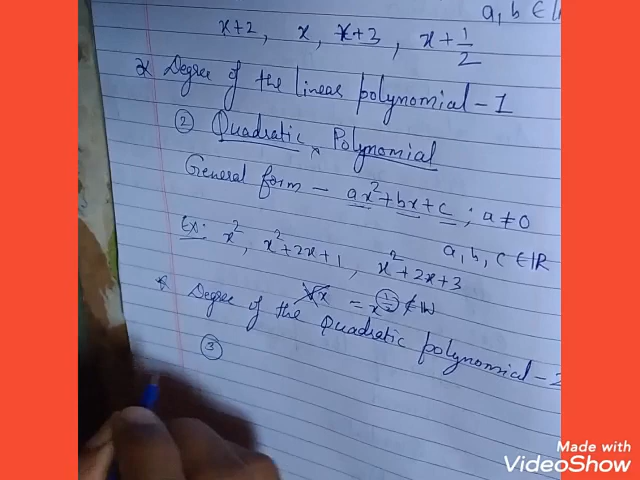 a, b ∈ IR
x+2, x, x+3, x+1/2
* Degree of the linear polynomial - 1
② Quadratic Polynomial
General form - ax²+bx+c ; a≠0
a, b, c ∈ IR
Ex: x², x²+2x+1, x²+2x+3
√x = x^(1/2) ∉ W
* Degree of the Quadratic polynomial - 2
③
Made with
VideoShow